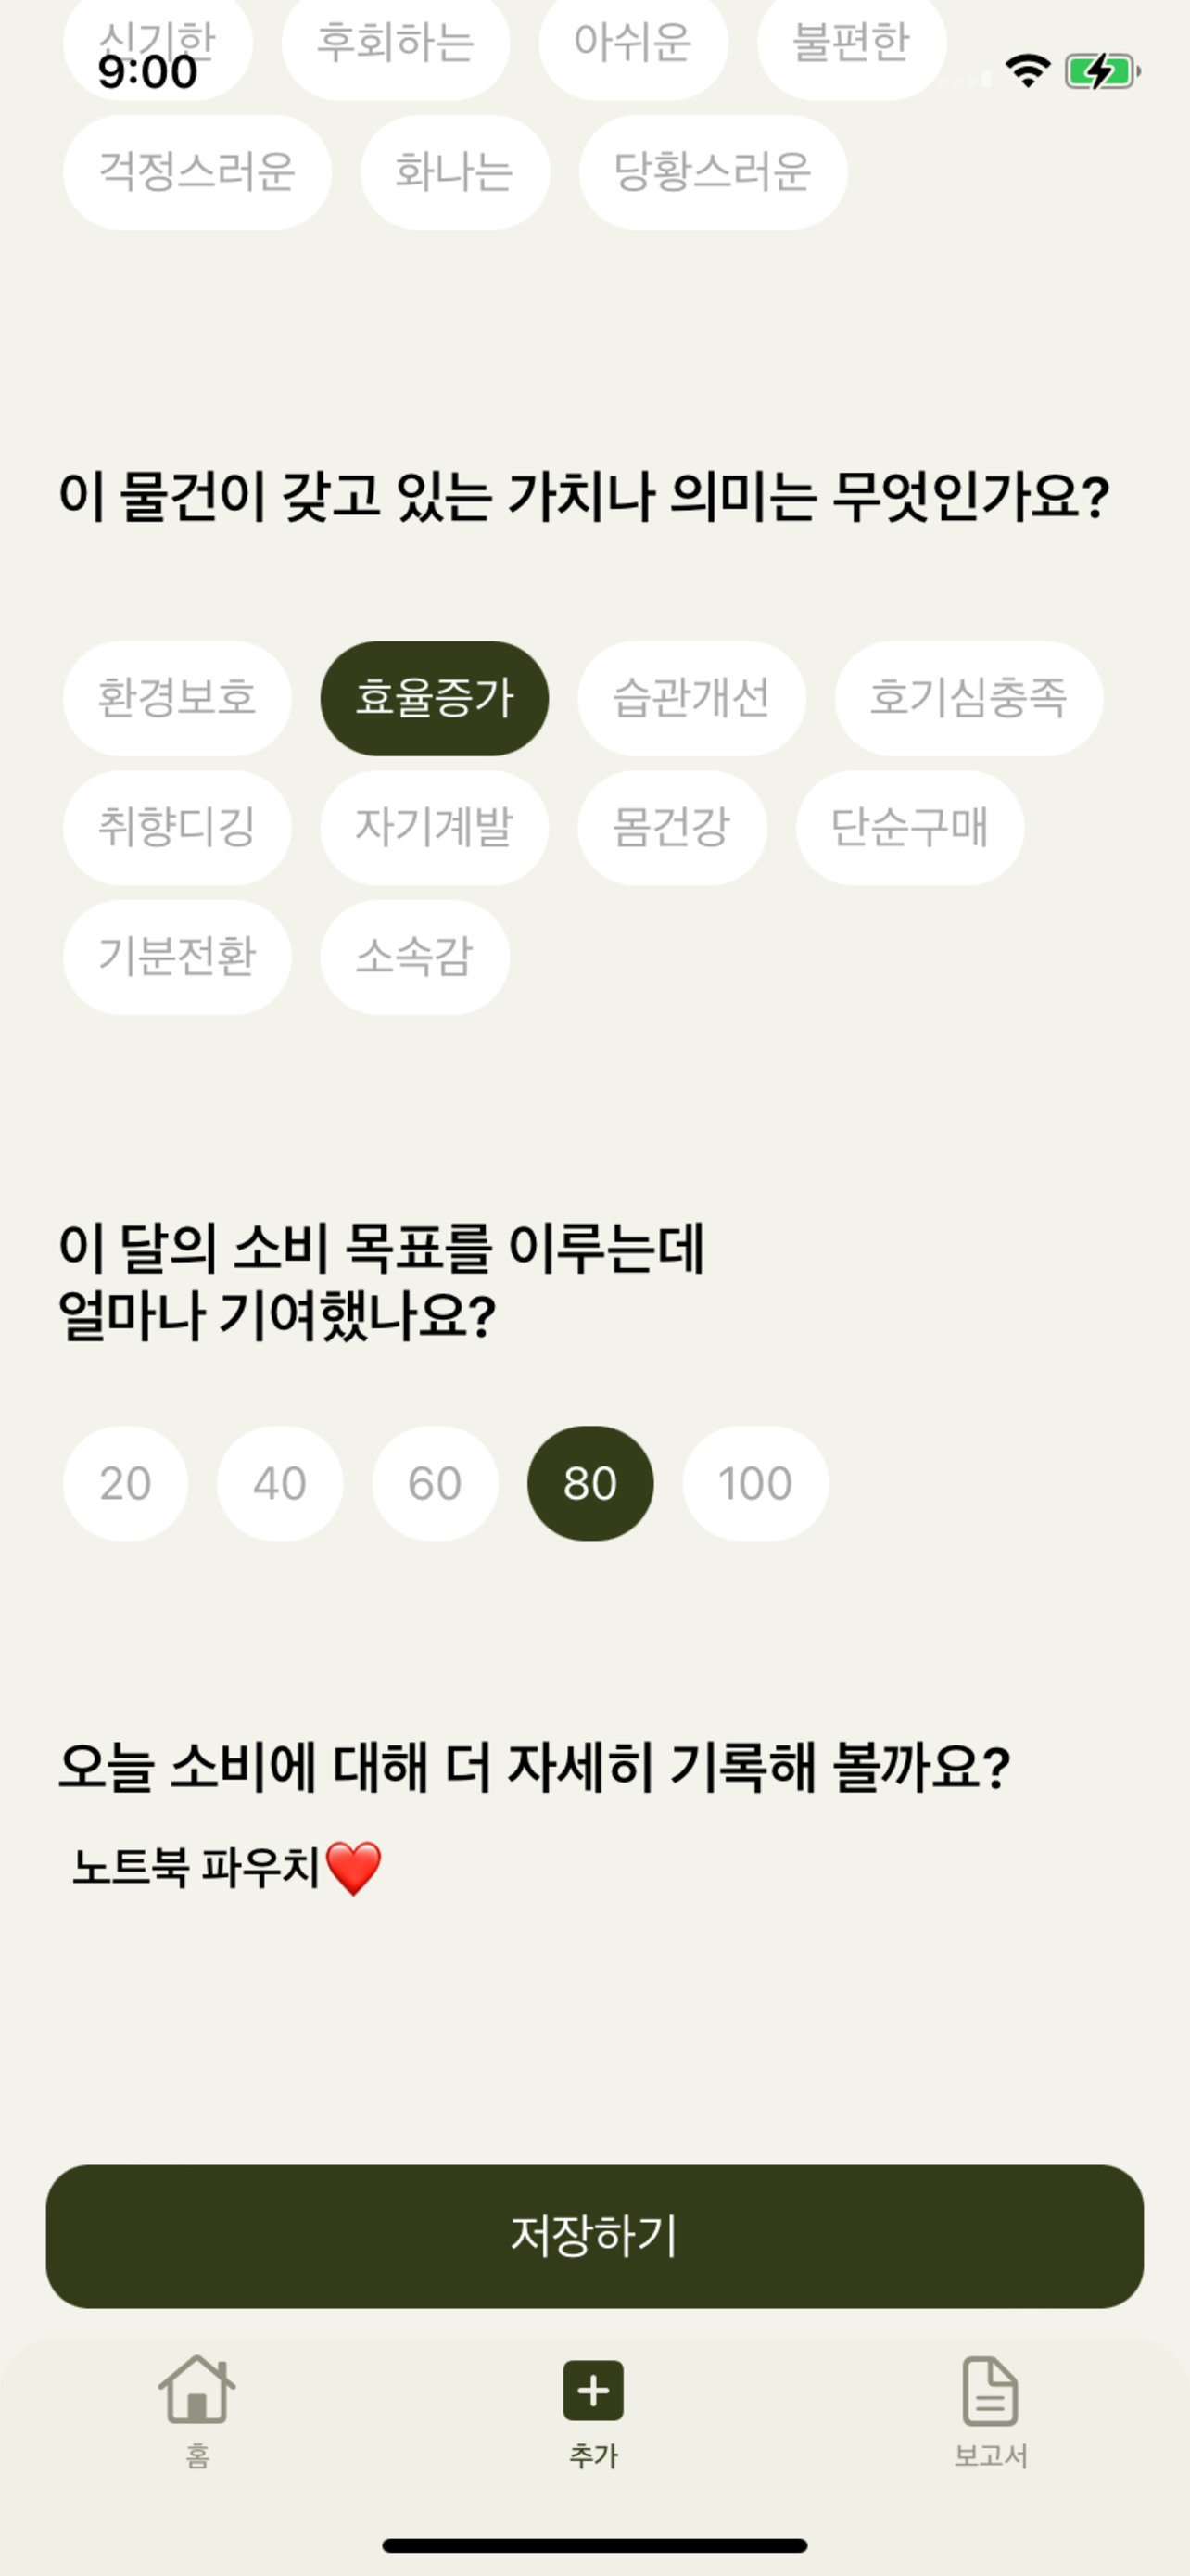 신기한 후회하는 아쉬운 불편한
9:00
걱정스러운 화나는 당황스러운
이 물건이 갖고 있는 가치나 의미는 무엇인가요?
환경보호 효율증가 습관개선 호기심충족
취향디깅 자기계발 몸건강 단순구매
기분전환 소속감
이 달의 소비 목표를 이루는데
얼마나 기여했나요?
20 40 60 80 100
오늘 소비에 대해 더 자세히 기록해 볼까요?
노트북 파우치❤️
저장하기
홈 추가 보고서